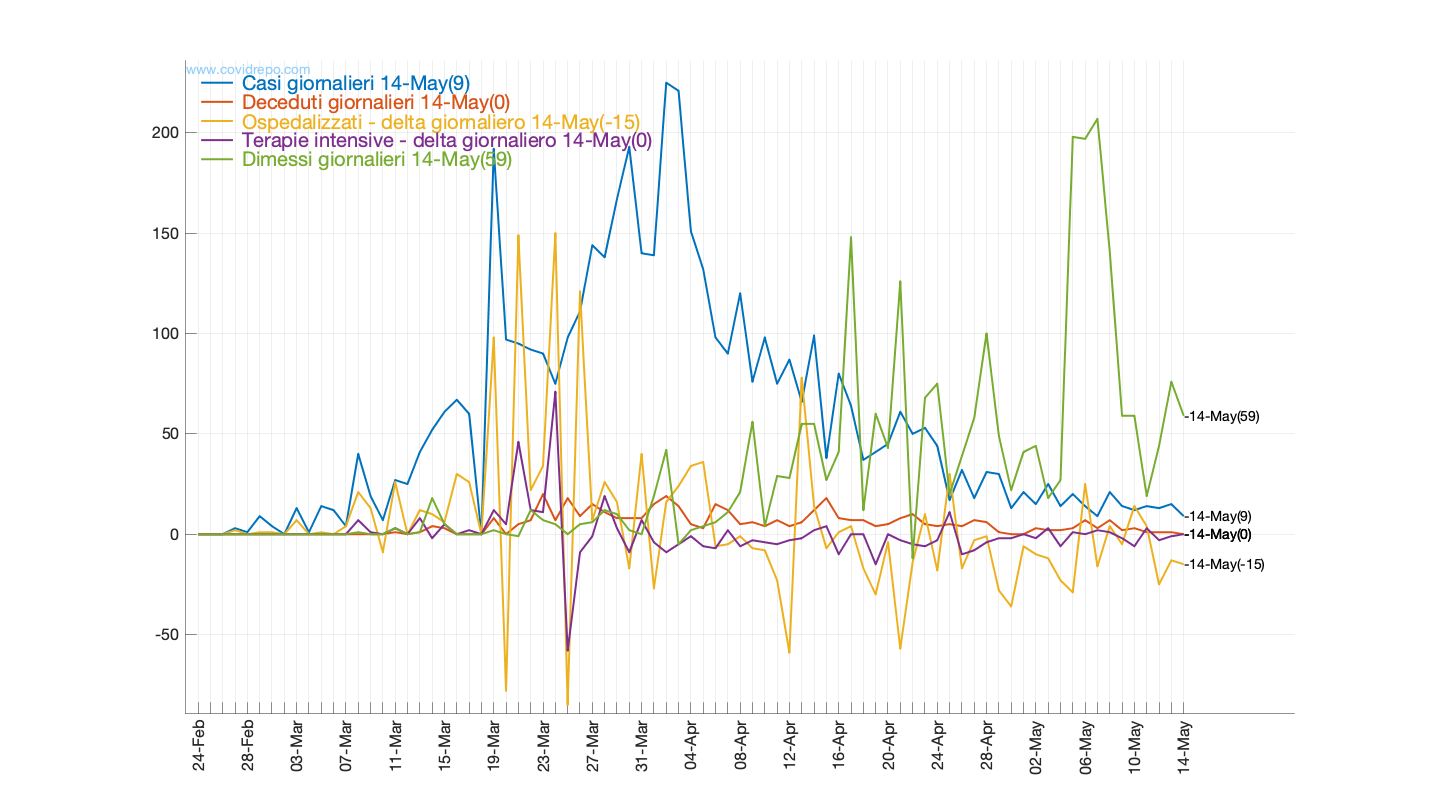 www.covidrepo.com
Casi giornalieri 14-May(9)
Deceduti giornalieri 14-May(0)
Ospedalizzati - delta giornaliero 14-May(-15)
Terapie intensive - delta giornaliero 14-May(0)
Dimessi giornalieri 14-May(59)
200
150
100
50
0
-50
-14-May(59)
-14-May(9)
-14-May(0)
-14-May(-15)
24-Feb
28-Feb
03-Mar
07-Mar
11-Mar
15-Mar
19-Mar
23-Mar
27-Mar
31-Mar
04-Apr
08-Apr
12-Apr
16-Apr
20-Apr
24-Apr
28-Apr
02-May
06-May
10-May
14-May